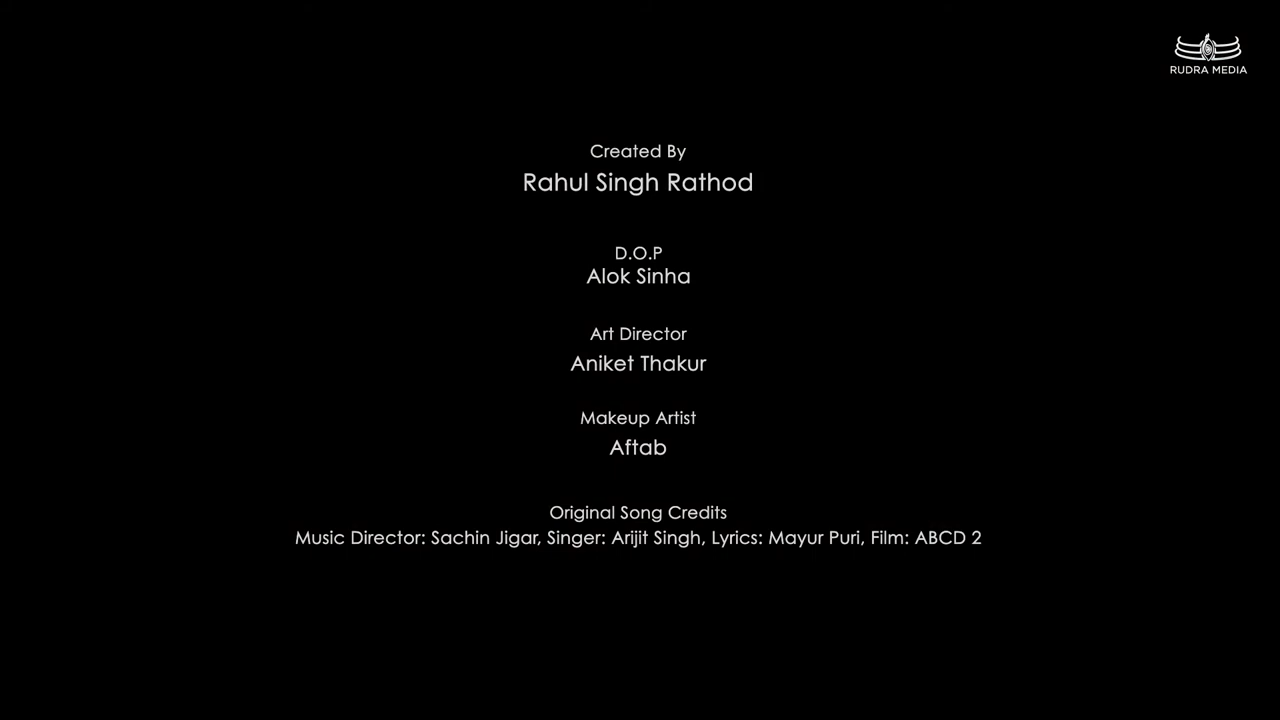 RUDRA MEDIA
Created By
Rahul Singh Rathod
D.O.P
Alok Sinha
Art Director
Aniket Thakur
Makeup Artist
Aftab
Original Song Credits
Music Director: Sachin Jigar, Singer: Arijit Singh, Lyrics: Mayur Puri, Film: ABCD 2